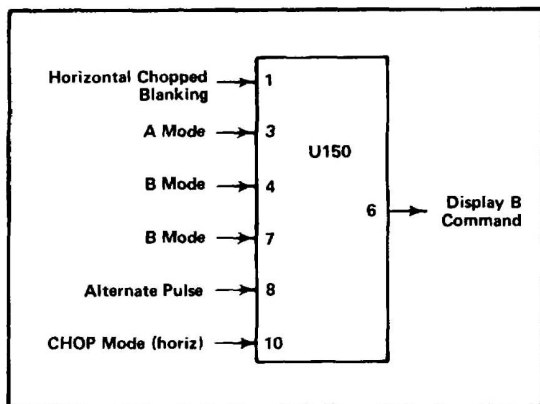 Horizontal Chopped
Blanking
1
A Mode
3
U150
B Mode
4
6
Display B
Command
B Mode
7
Alternate Pulse
8
CHOP Mode (horiz)
10